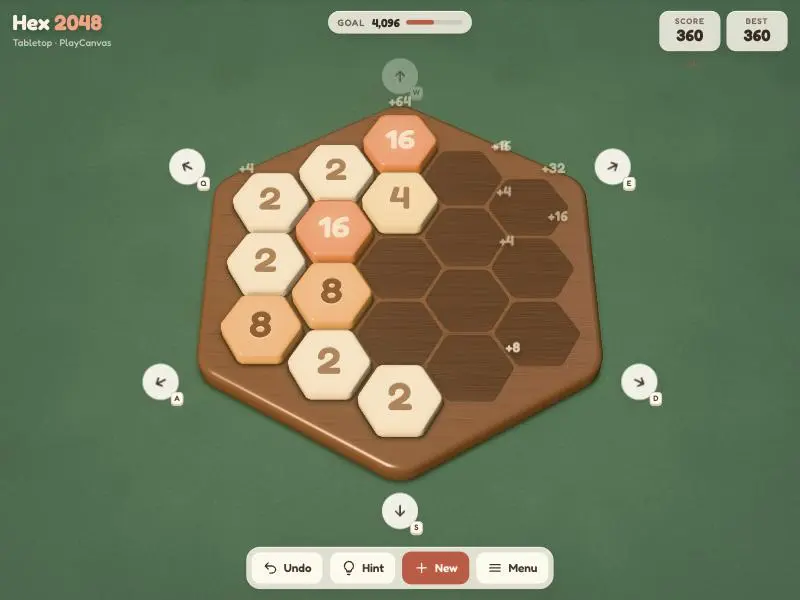 Hex 2048
Tabletop · PlayCanvas
GOAL 4,096
SCORE
360
BEST
360
W
+64
16
+4
2
+32
Q
E
2
4
+4
16
+16
2
+4
8
8
+8
2
2
A
D
S
Undo
Hint
New
Menu